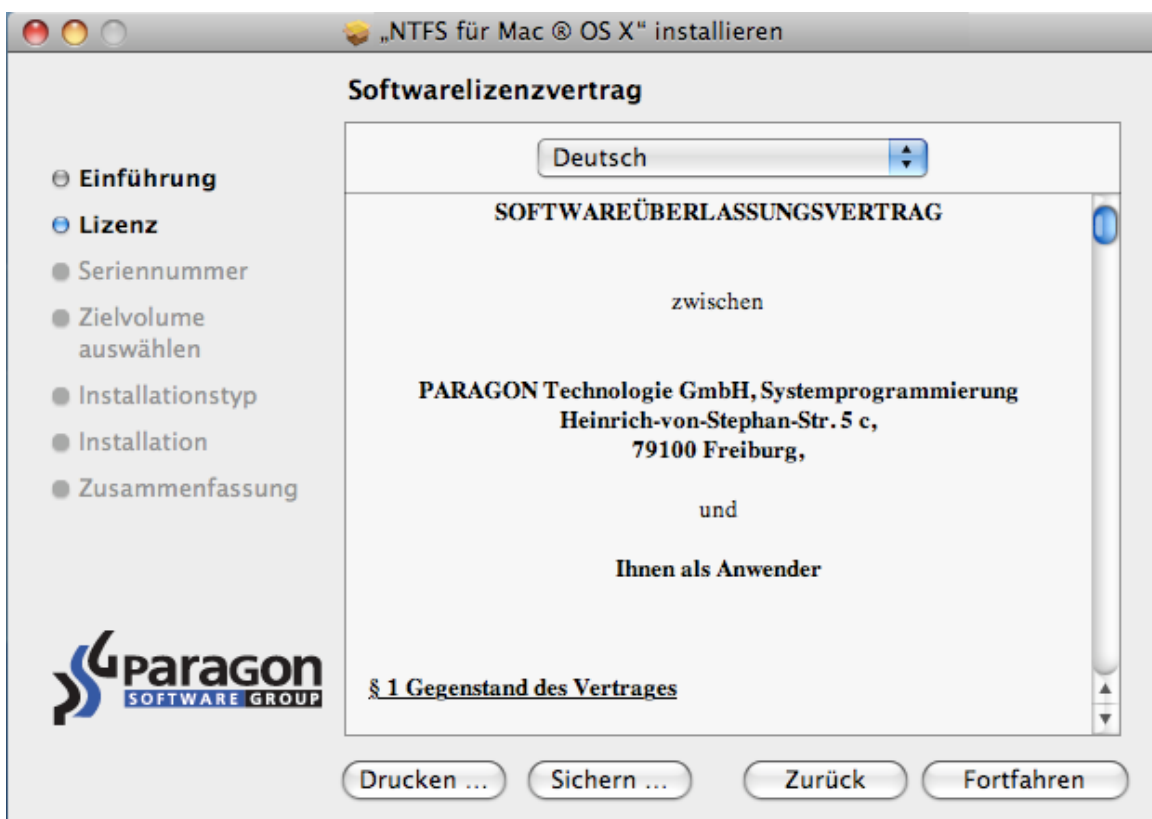 „NTFS für Mac ® OS X“ installieren
Softwarelizenzvertrag
Einführung
Lizenz
Seriennummer
Zielvolume
auswählen
Installationstyp
Installation
Zusammenfassung
Paragon
SOFTWARE GROUP
Deutsch
SOFTWAREÜBERLASSUNGSVERTRAG
zwischen
PARAGON Technologie GmbH, Systemprogrammierung
Heinrich-von-Stephan-Str. 5 c,
79100 Freiburg,
und
Ihnen als Anwender
§ 1 Gegenstand des Vertrages
Drucken ...
Sichern ...
Zurück
Fortfahren